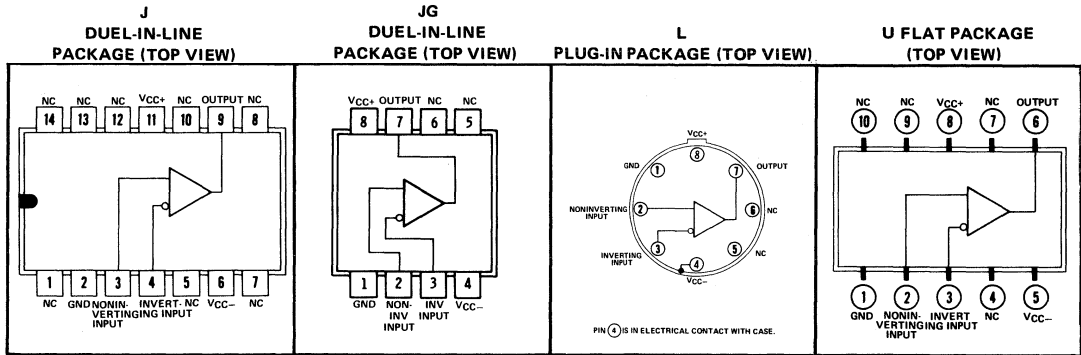 J
DUEL-IN-LINE
PACKAGE (TOP VIEW)
NC NC NC VCC+ NC OUTPUT NC
14 13 12 11 10 9 8
1 2 3 4 5 6 7
NC GND NONIN- INVERT- NC VCC– NC
VERTING ING INPUT
INPUT
JG
DUEL-IN-LINE
PACKAGE (TOP VIEW)
VCC+ OUTPUT NC NC
8 7 6 5
1 2 3 4
GND NON- INV VCC–
INV INPUT
INPUT
L
PLUG-IN PACKAGE (TOP VIEW)
VCC+
8
GND 1 7 OUTPUT
NONINVERTING 2 6 NC
INPUT
INVERTING 3 5 NC
INPUT
4
VCC–
PIN 4 IS IN ELECTRICAL CONTACT WITH CASE.
U FLAT PACKAGE
(TOP VIEW)
NC NC VCC+ NC OUTPUT
10 9 8 7 6
1 2 3 4 5
GND NONIN- INVERT NC VCC–
VERTING ING INPUT
INPUT